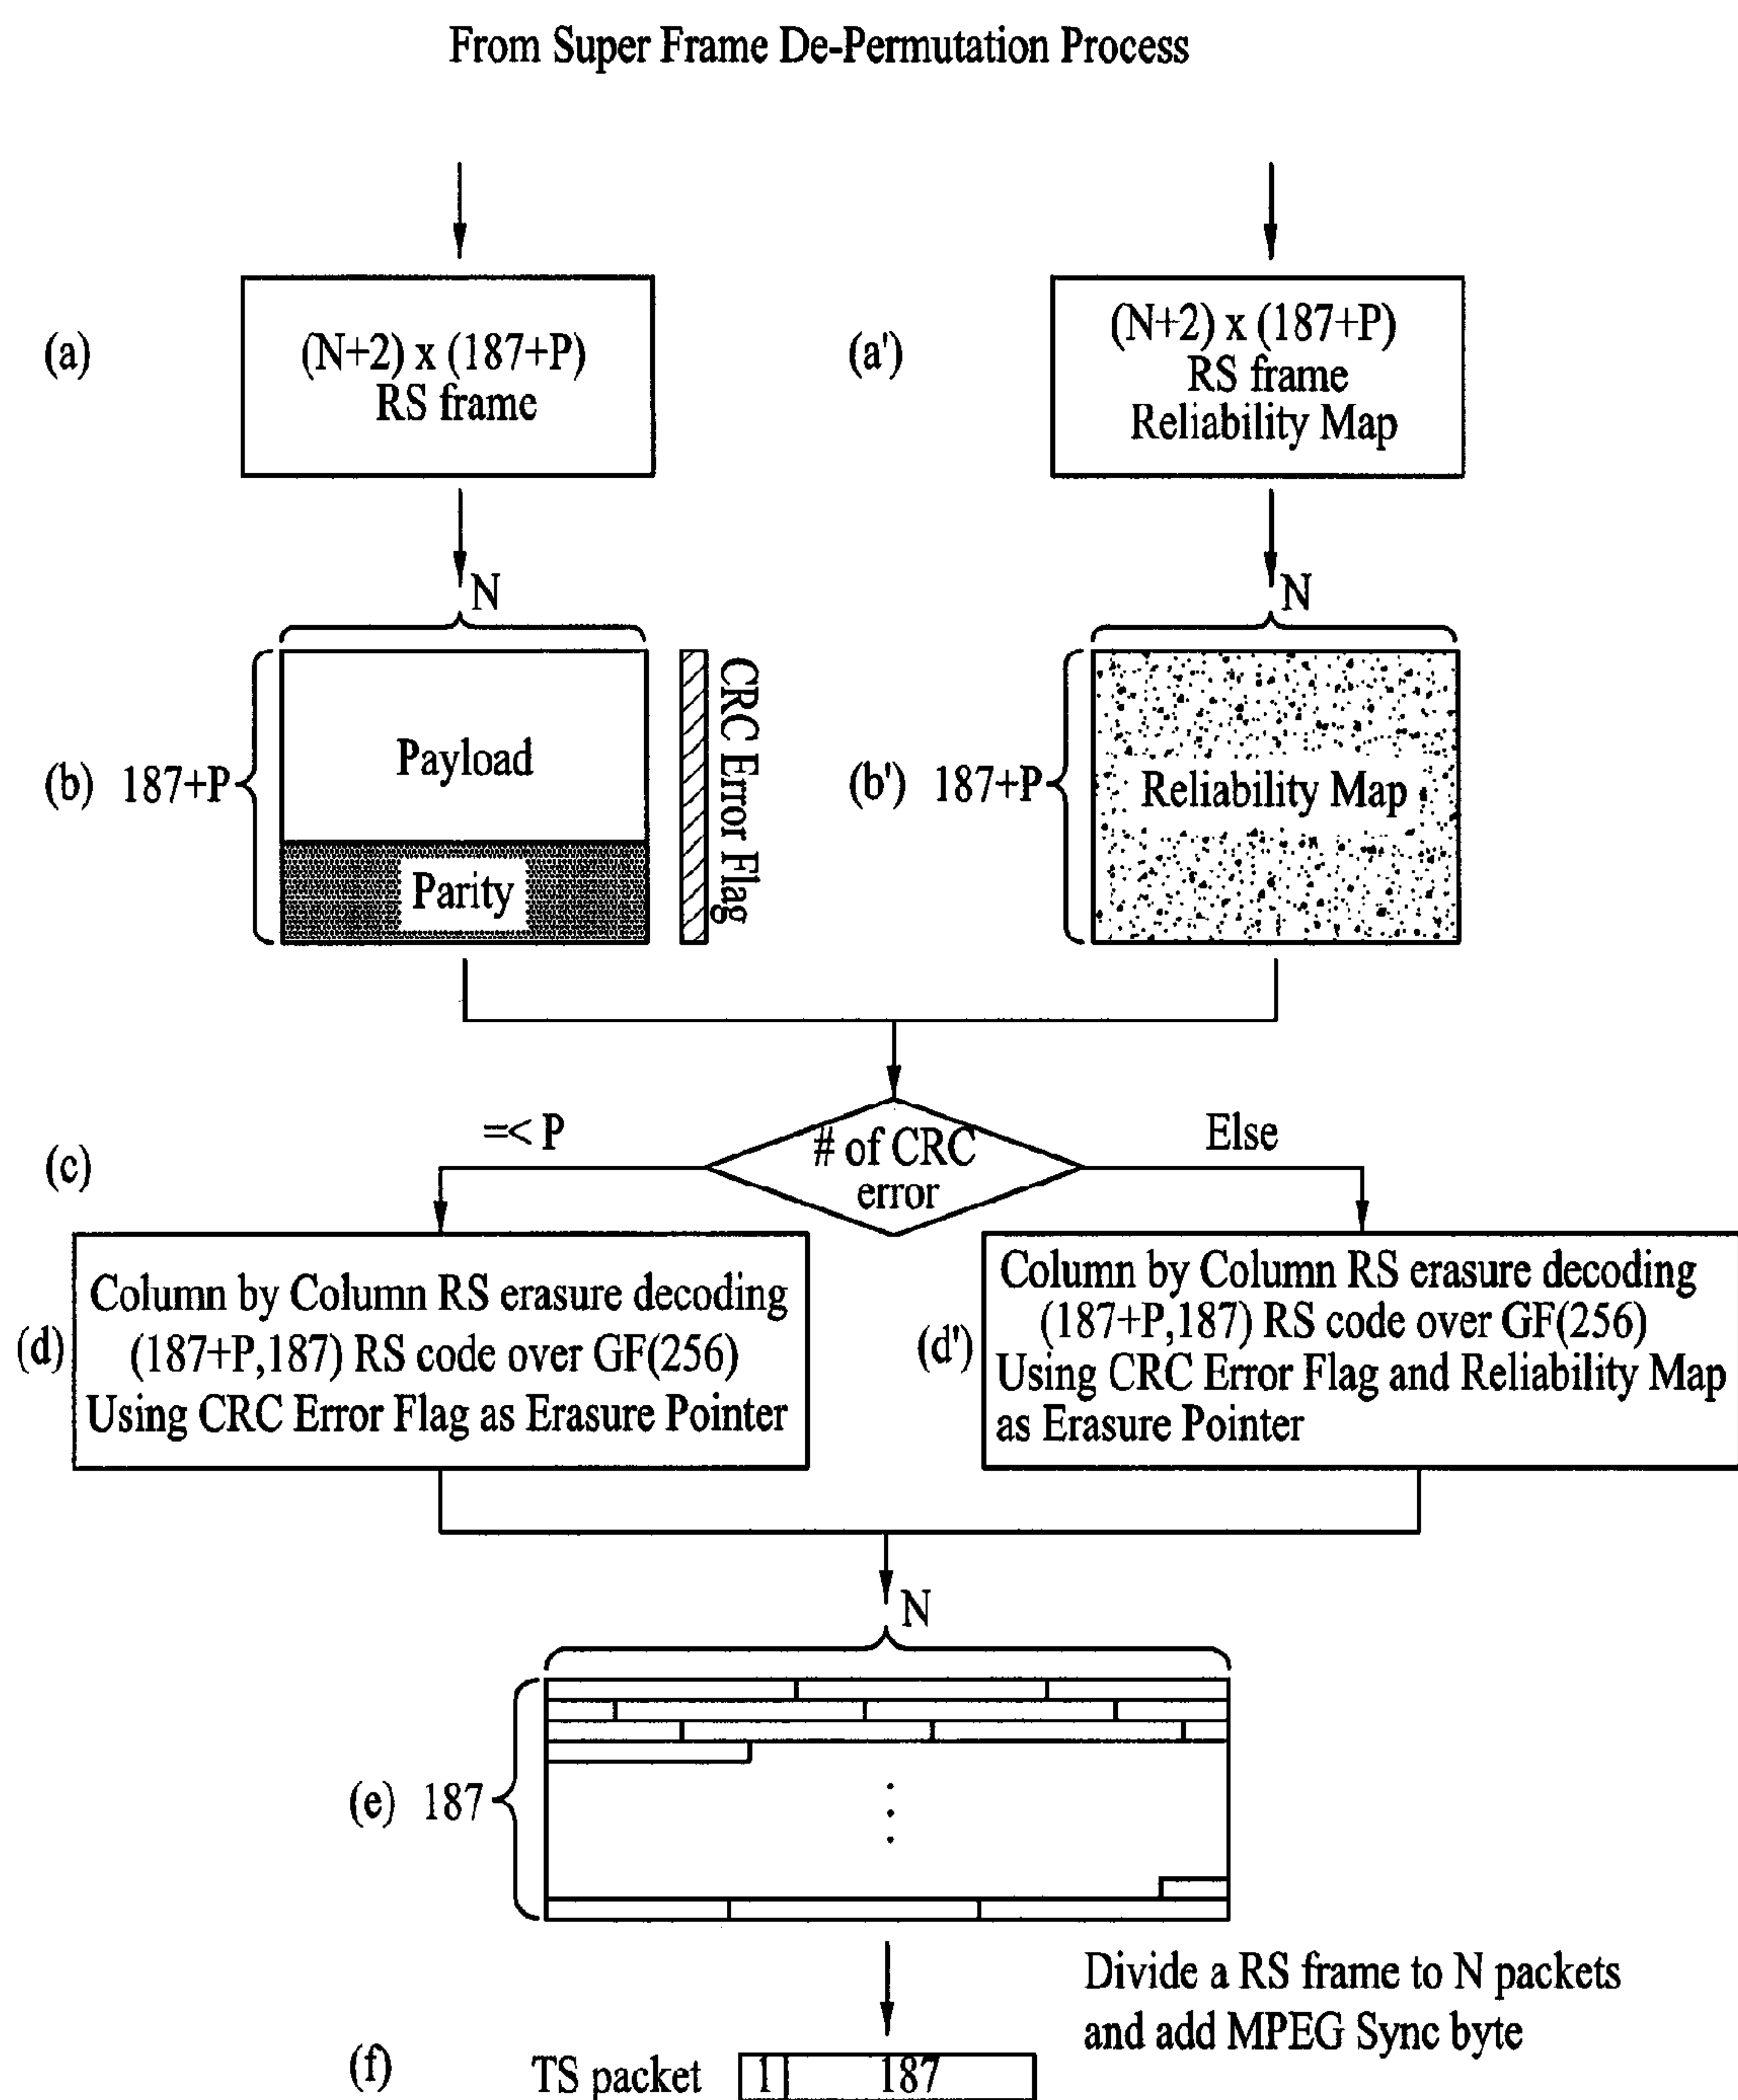 From Super Frame De-Permutation Process
(a)
(N+2) x (187+P)
RS frame
(a')
(N+2) x (187+P)
RS frame
Reliability Map
N
N
(b)
187+P
Payload
Parity
CRC Error Flag
(b')
187+P
Reliability Map
(c)
=< P
# of CRC
error
Else
(d)
Column by Column RS erasure decoding
(187+P,187) RS code over GF(256)
Using CRC Error Flag as Erasure Pointer
(d')
Column by Column RS erasure decoding
(187+P,187) RS code over GF(256)
Using CRC Error Flag and Reliability Map
as Erasure Pointer
N
(e)
187
Divide a RS frame to N packets
and add MPEG Sync byte
(f)
TS packet
1
187